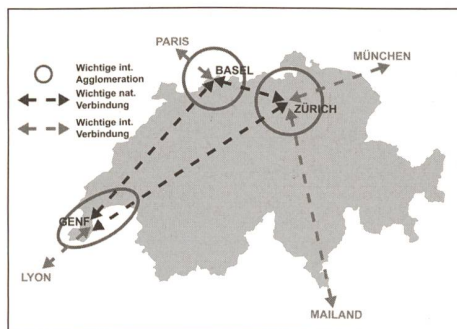 PARIS
BASEL
MÜNCHEN
Wichtige int.
Agglomeration
Wichtige nat.
Verbindung
Wichtige int.
Verbindung
ZÜRICH
GENF
LYON
MAILAND